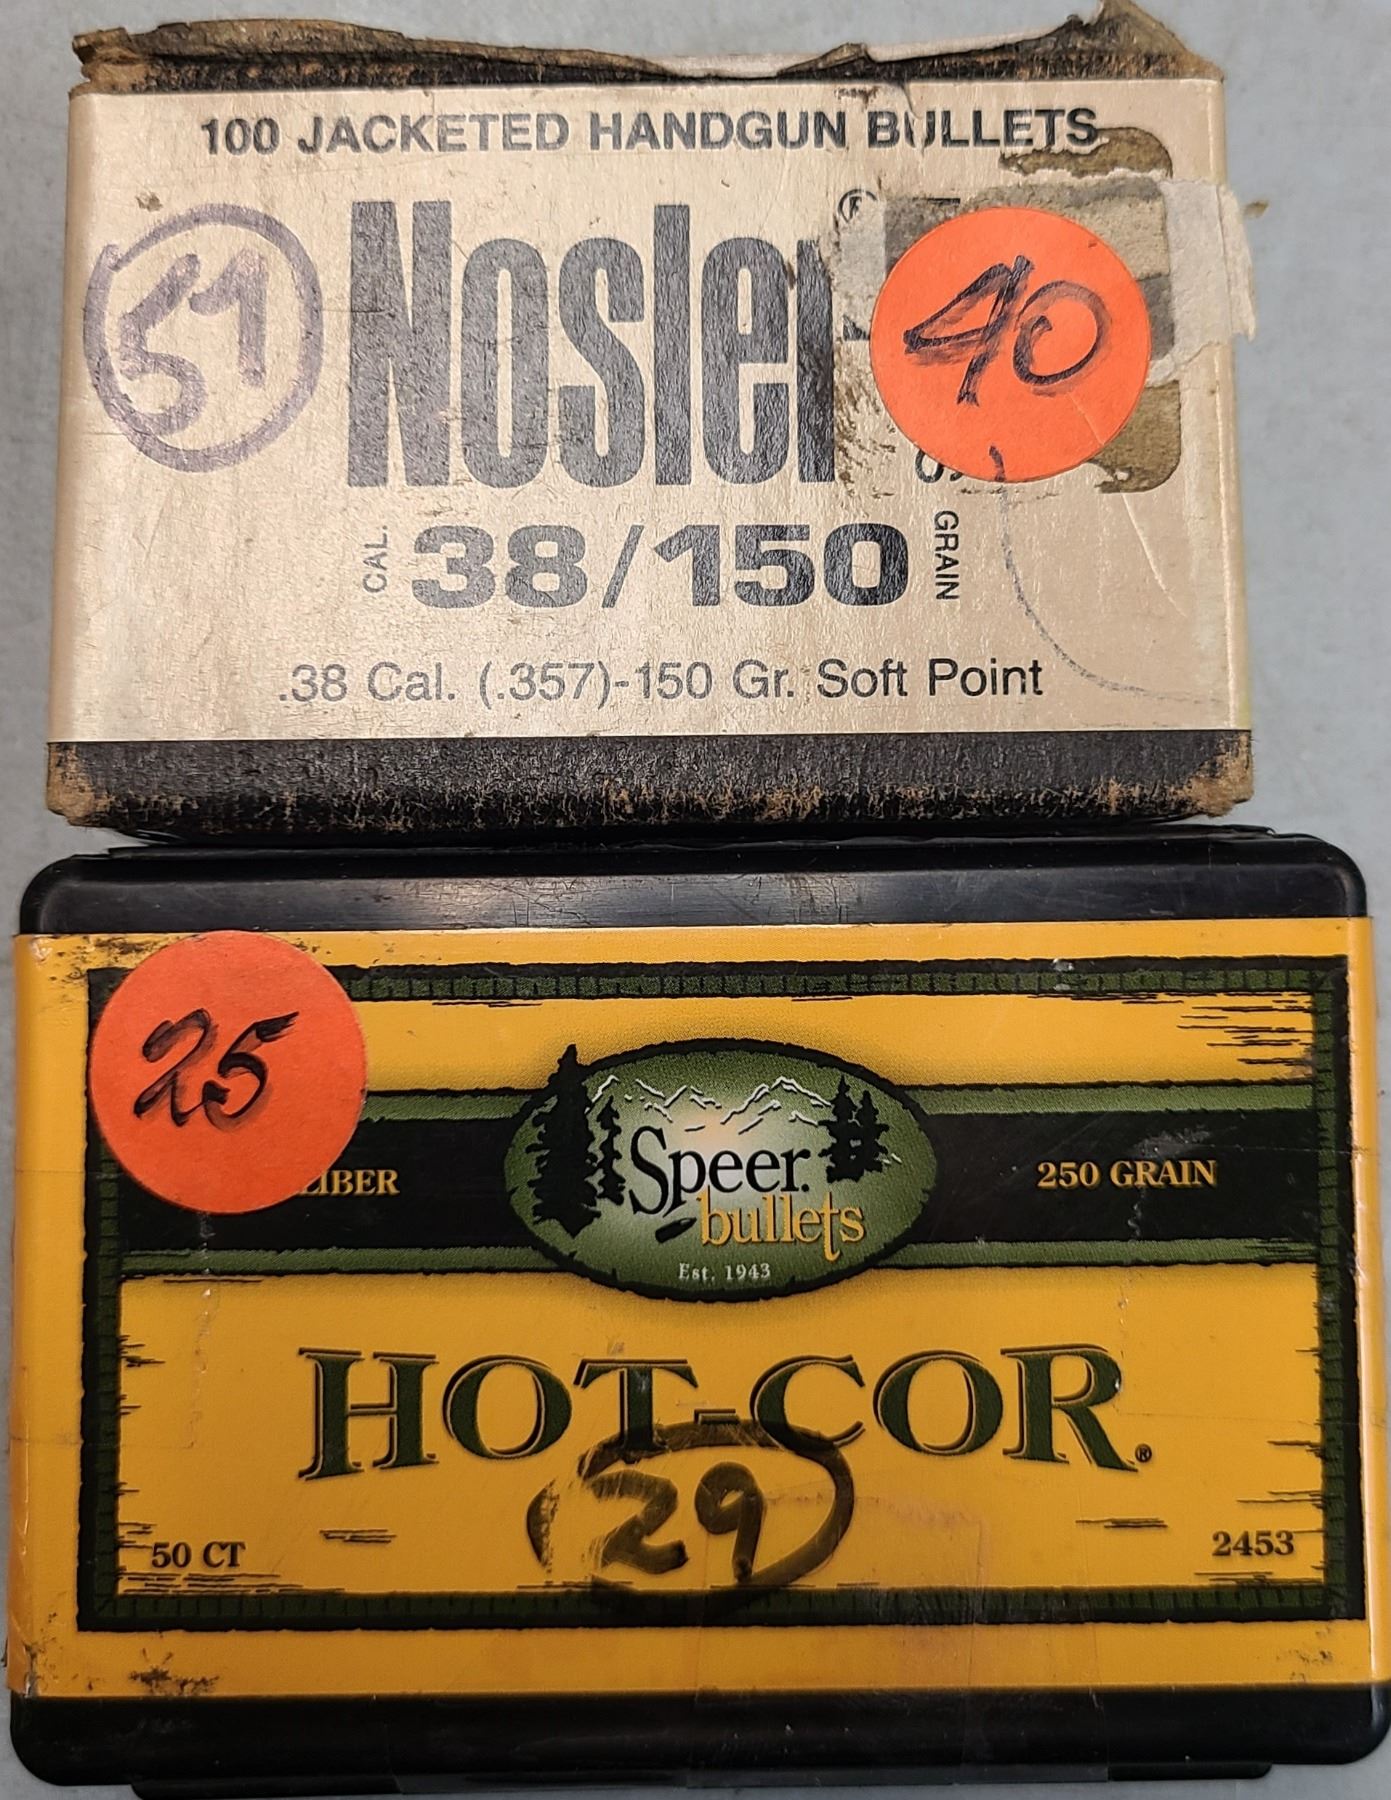 100 JACKETED HANDGUN BULLETS
51
Nosler®
40
CAL. 38/150 GRAIN
.38 Cal. (.357)-150 Gr. Soft Point
25
LIBER
Speer
bullets
Est. 1943
250 GRAIN
HOT-COR®
29
50 CT
2453